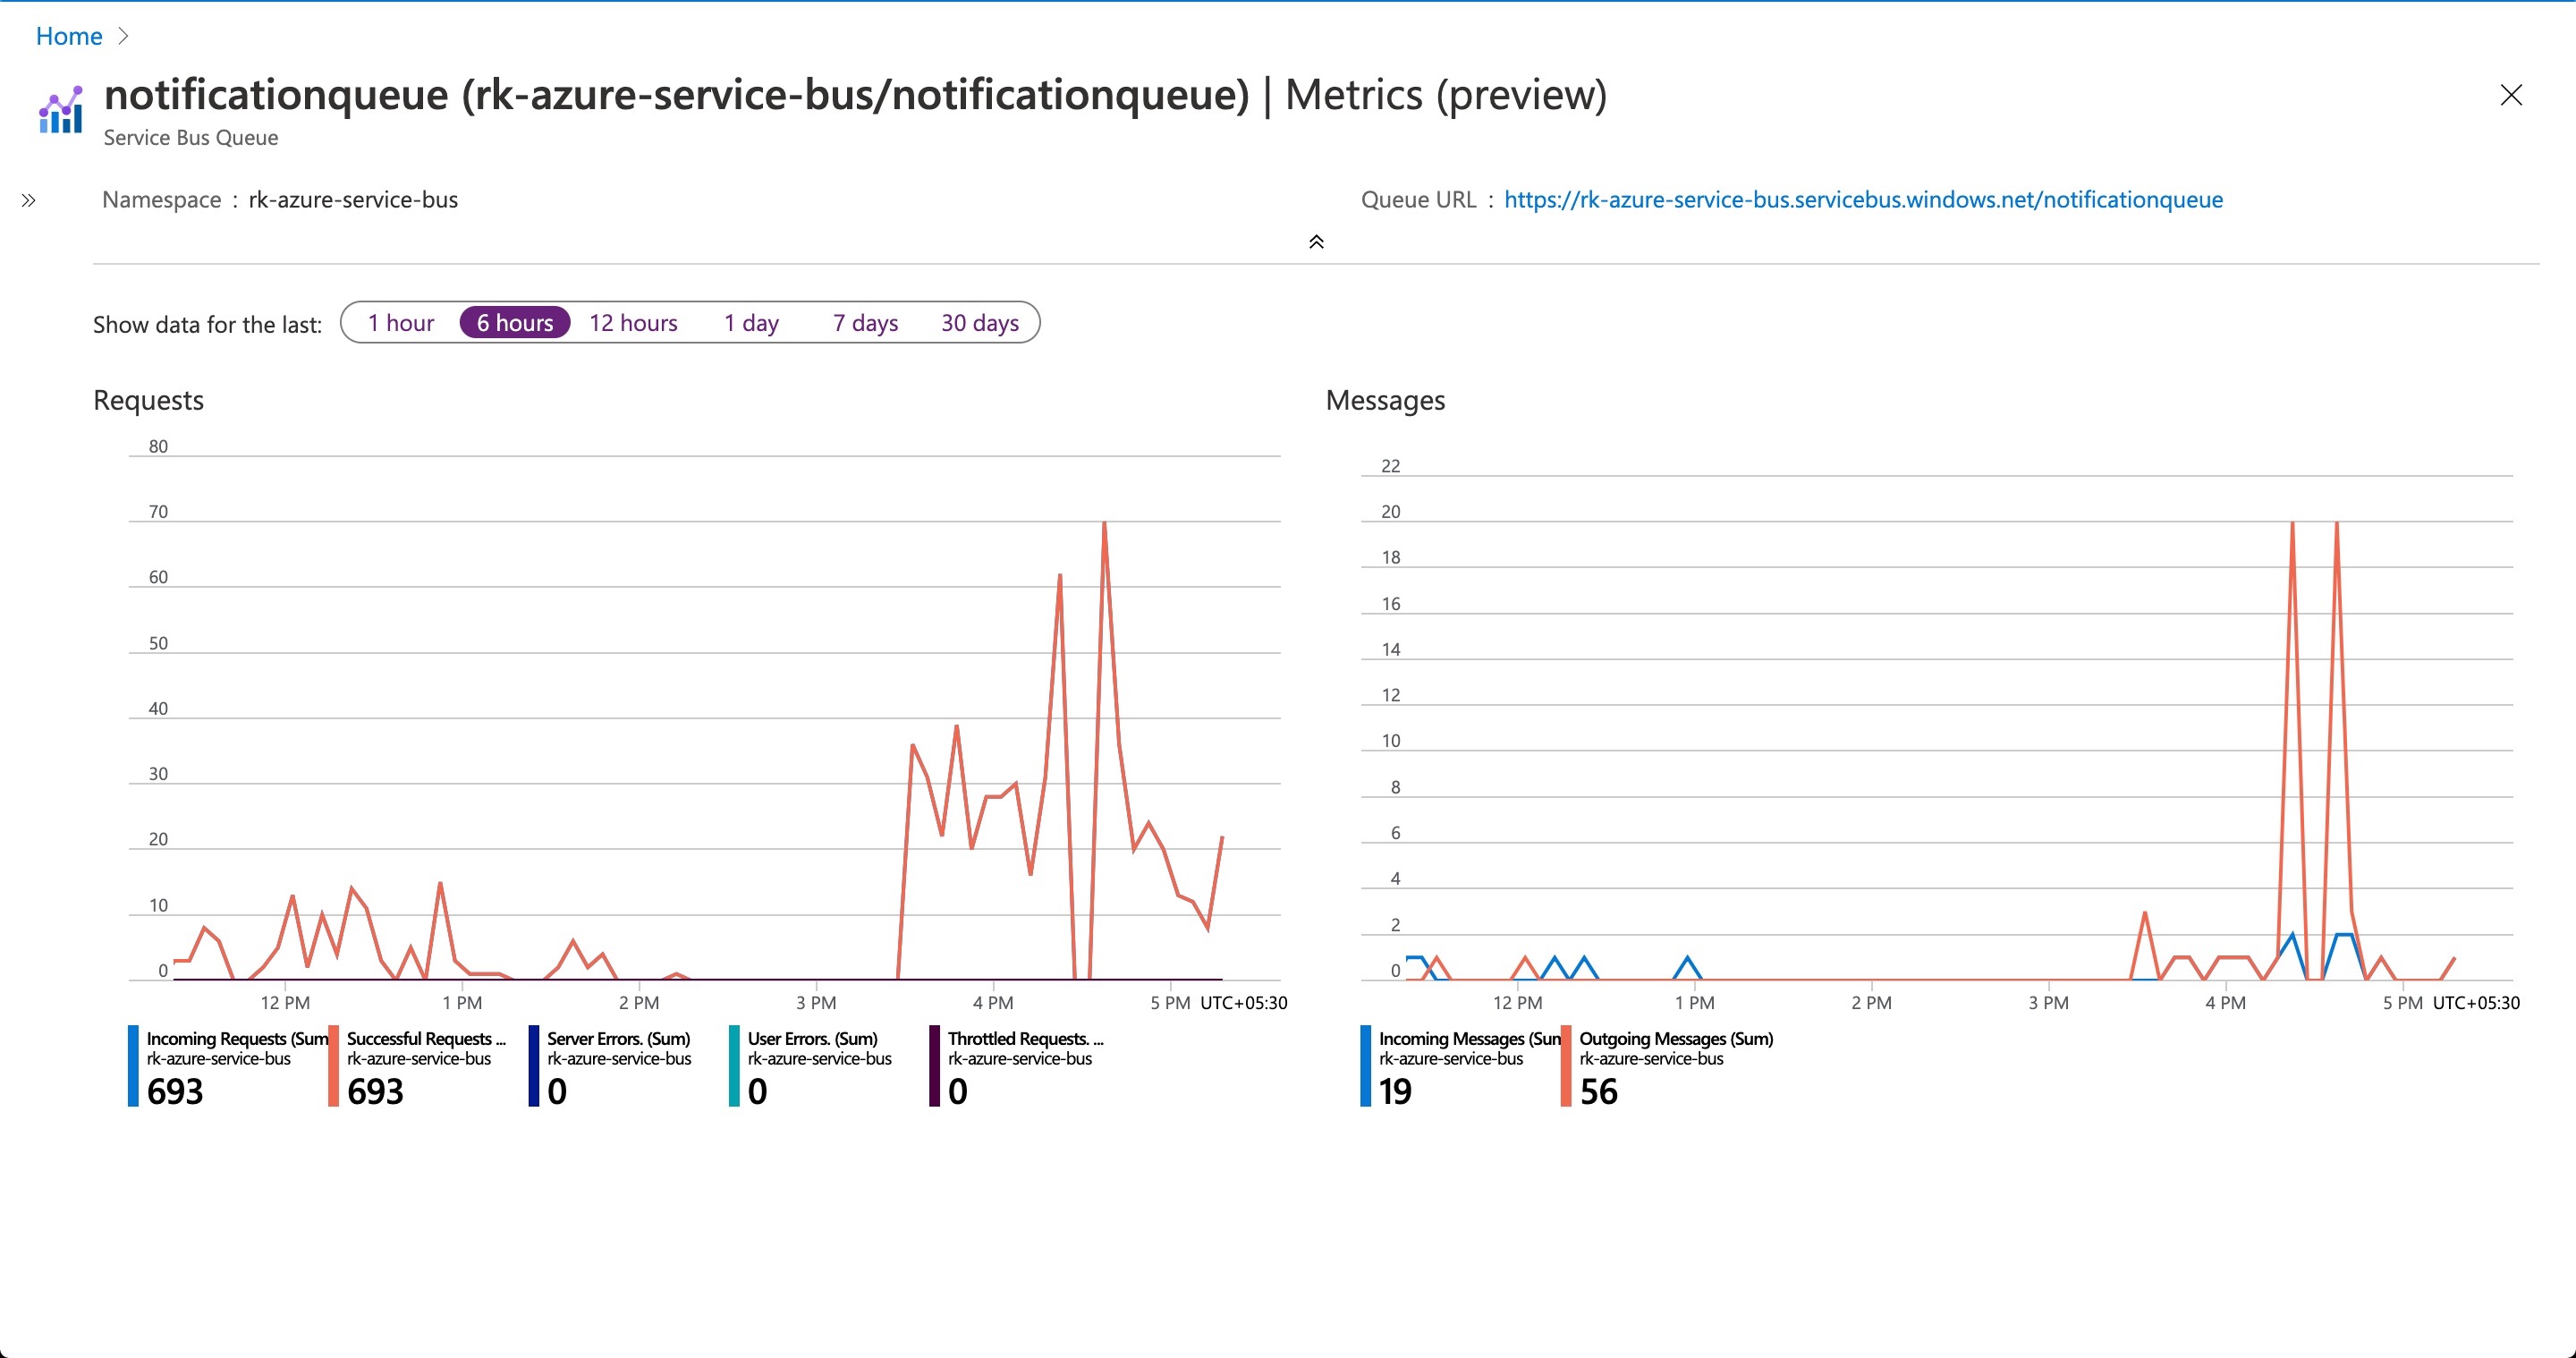 Home
notificationqueue (rk-azure-service-bus/notificationqueue) | Metrics (preview)
Service Bus Queue
Namespace : rk-azure-service-bus
Queue URL : https://rk-azure-service-bus.servicebus.windows.net/notificationqueue
Show data for the last: 1 hour 6 hours 12 hours 1 day 7 days 30 days
Requests
80
70
60
50
40
30
20
10
0
12 PM 1 PM 2 PM 3 PM 4 PM 5 PM UTC+05:30
Incoming Requests (Sum
rk-azure-service-bus
693
Successful Requests ...
rk-azure-service-bus
693
Server Errors. (Sum)
rk-azure-service-bus
0
User Errors. (Sum)
rk-azure-service-bus
0
Throttled Requests. ...
rk-azure-service-bus
0
Messages
22
20
18
16
14
12
10
8
6
4
2
0
12 PM 1 PM 2 PM 3 PM 4 PM 5 PM UTC+05:30
Incoming Messages (Sum
rk-azure-service-bus
19
Outgoing Messages (Sum)
rk-azure-service-bus
56